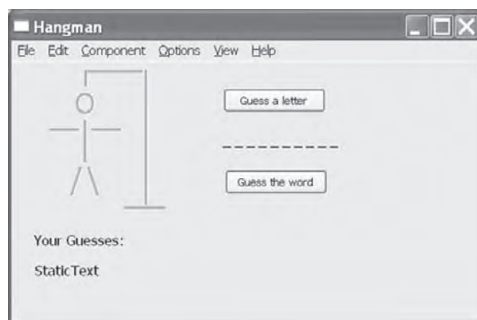 Hangman
File Edit Component Options View Help
Guess a letter
Guess the word
Your Guesses:
StaticText